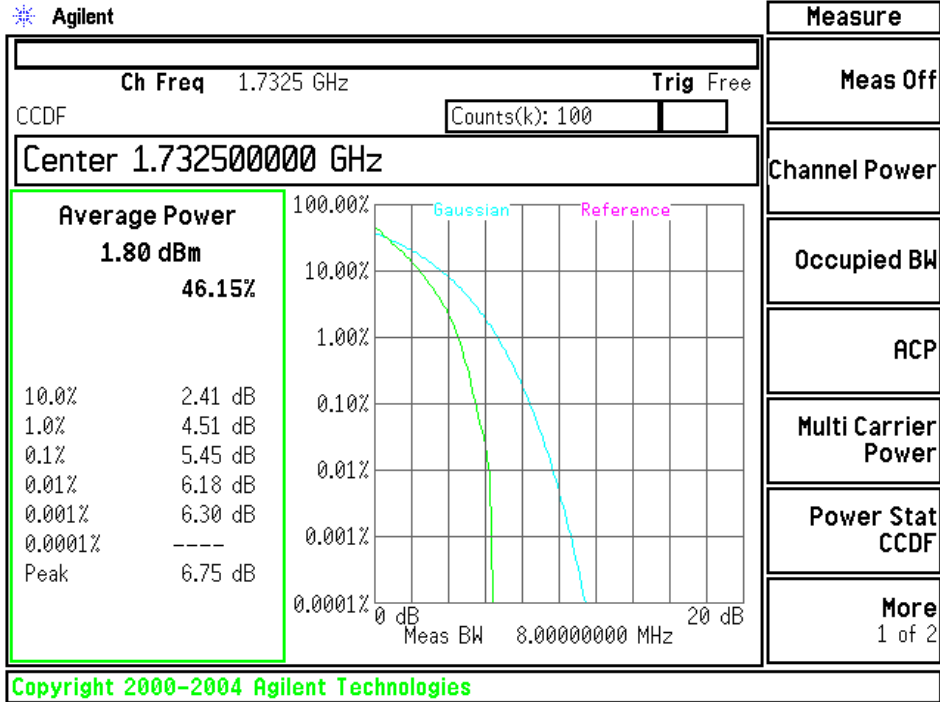 Agilent
Measure
Ch Freq 1.7325 GHz Trig Free
CCDF Counts(k): 100
Center 1.732500000 GHz
Average Power
1.80 dBm
46.15%
10.0% 2.41 dB
1.0% 4.51 dB
0.1% 5.45 dB
0.01% 6.18 dB
0.001% 6.30 dB
0.0001% ----
Peak 6.75 dB
Gaussian Reference
100.00%
10.00%
1.00%
0.10%
0.01%
0.001%
0.0001%
0 dB 20 dB
Meas BW 8.00000000 MHz
Meas Off
Channel Power
Occupied BW
ACP
Multi Carrier
Power
Power Stat
CCDF
More
1 of 2
Copyright 2000-2004 Agilent Technologies